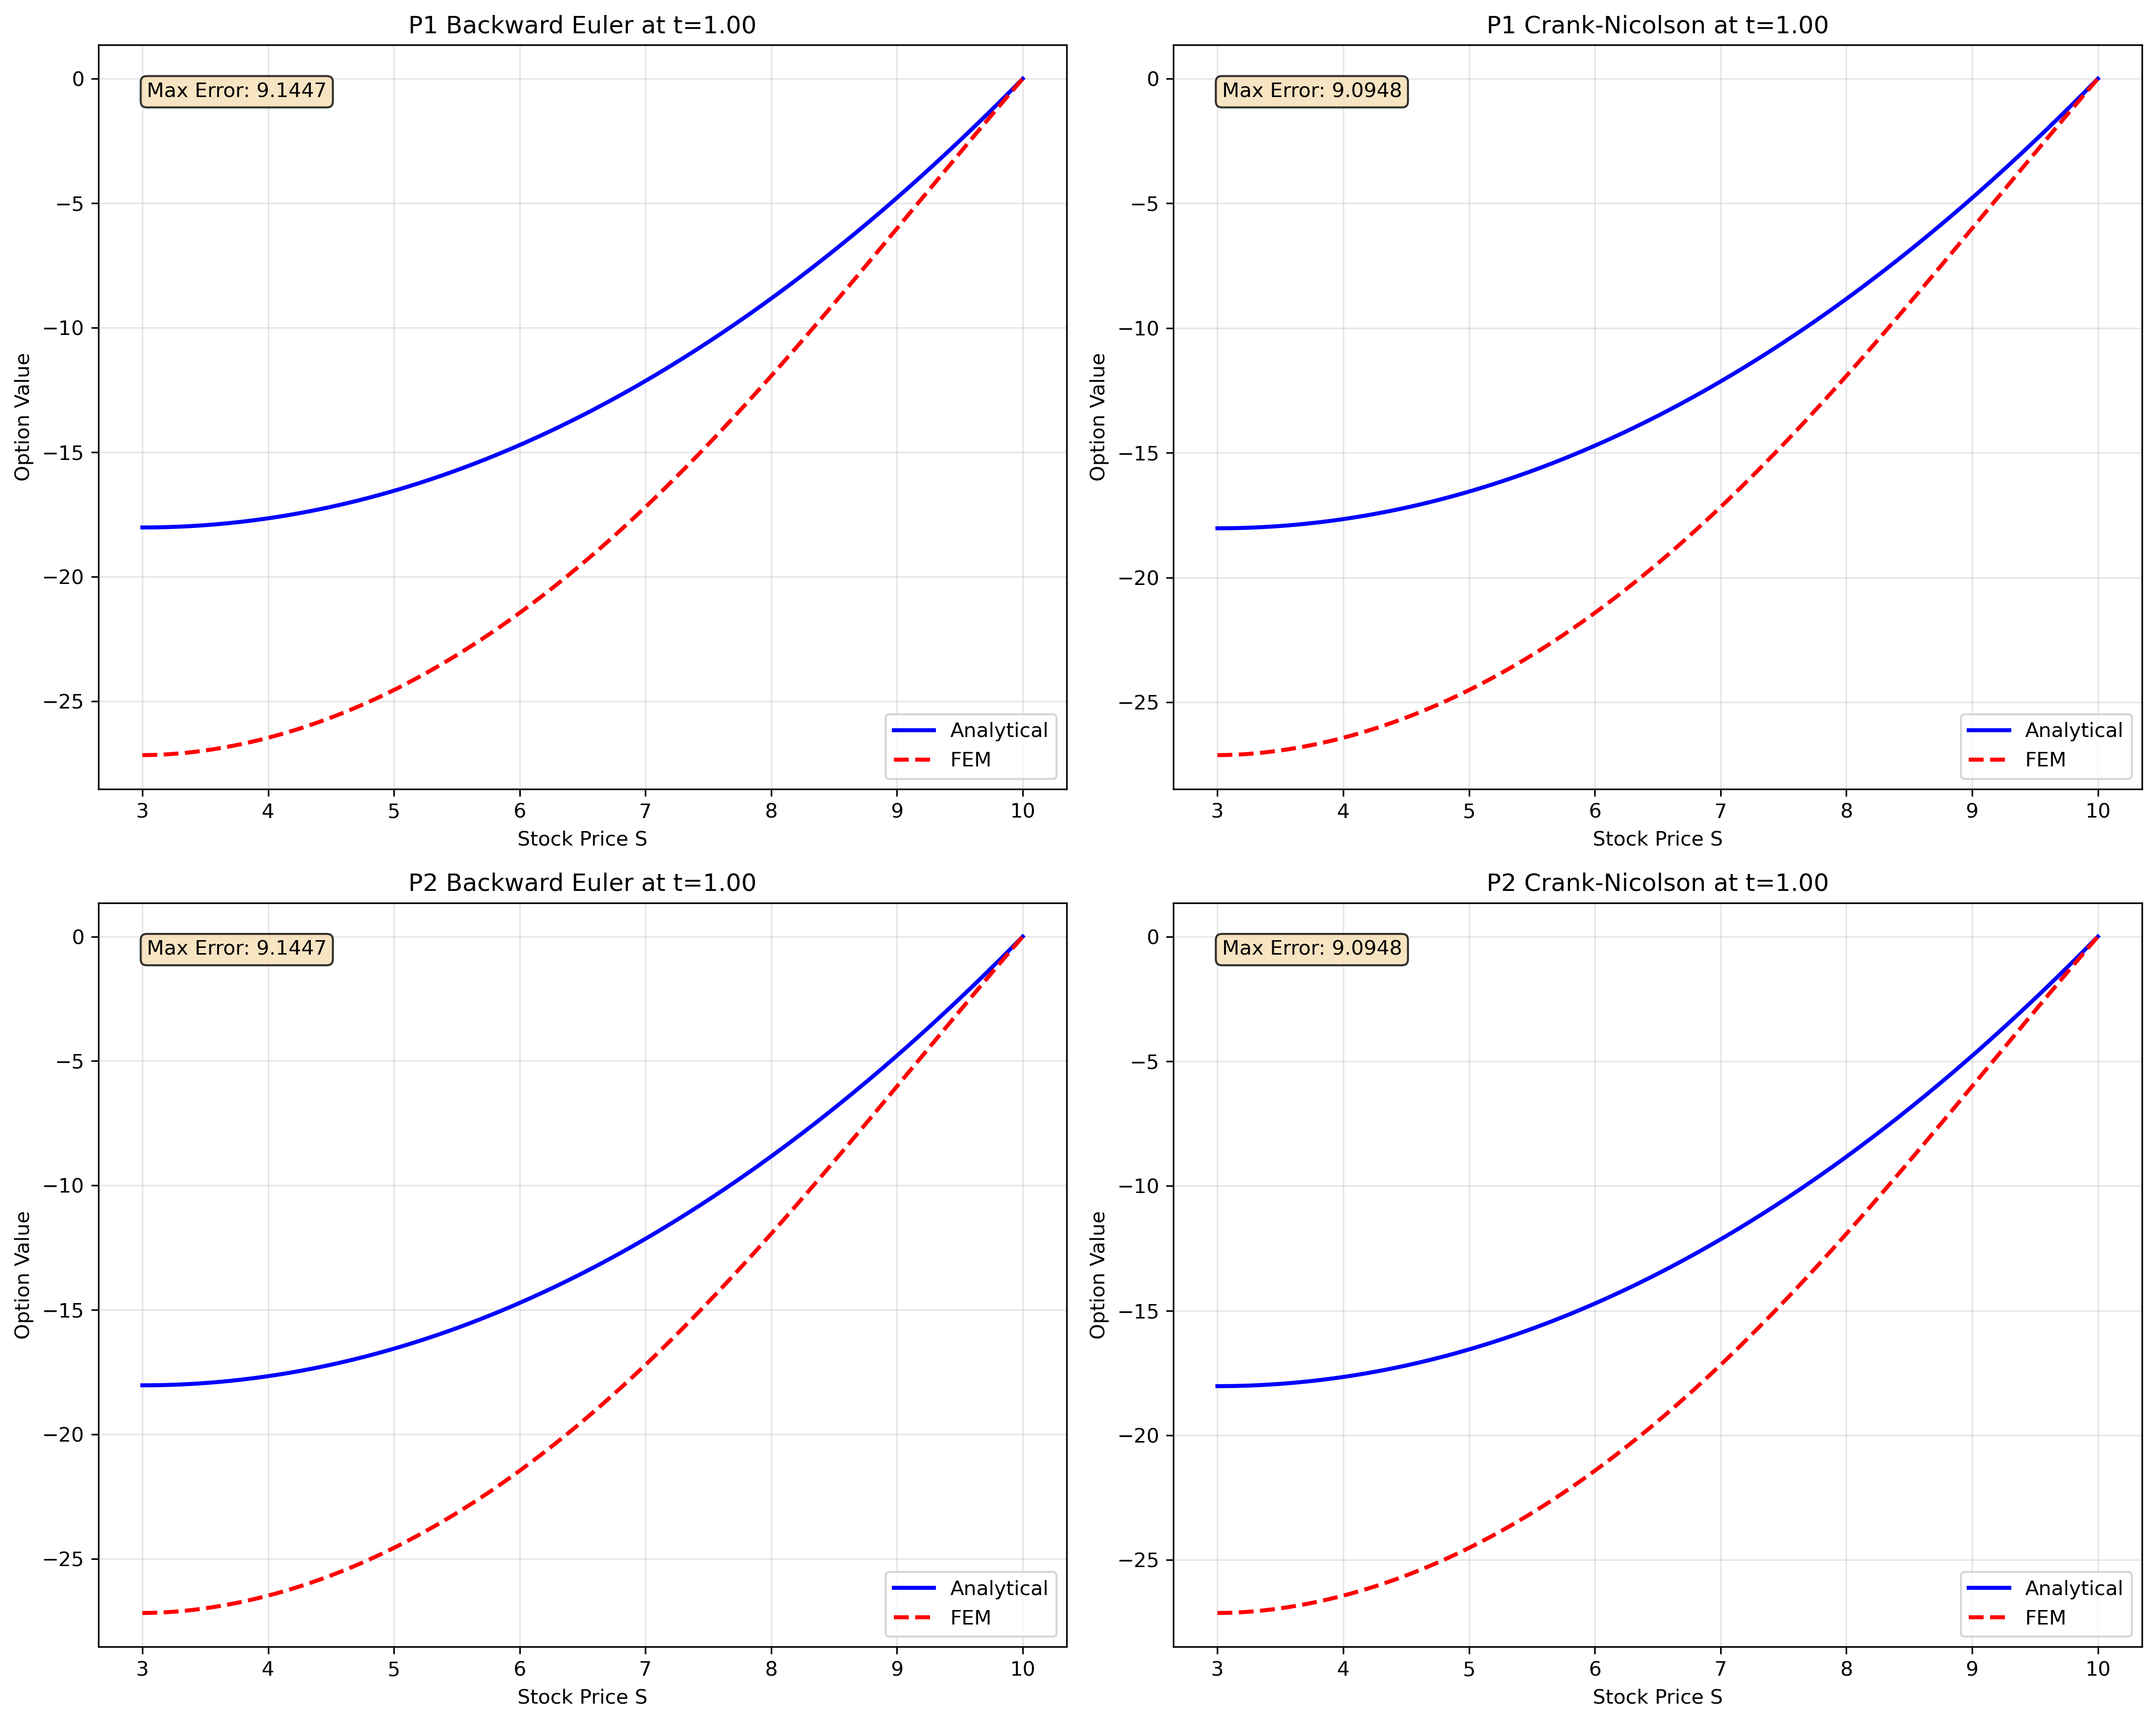 P1 Backward Euler at t=1.00
Max Error: 9.1447
0
−5
−10
−15
−20
−25
Option Value
Analytical
FEM
3 4 5 6 7 8 9 10
Stock Price S
P1 Crank-Nicolson at t=1.00
Max Error: 9.0948
0
−5
−10
−15
−20
−25
Option Value
Analytical
FEM
3 4 5 6 7 8 9 10
Stock Price S
P2 Backward Euler at t=1.00
Max Error: 9.1447
0
−5
−10
−15
−20
−25
Option Value
Analytical
FEM
3 4 5 6 7 8 9 10
Stock Price S
P2 Crank-Nicolson at t=1.00
Max Error: 9.0948
0
−5
−10
−15
−20
−25
Option Value
Analytical
FEM
3 4 5 6 7 8 9 10
Stock Price S